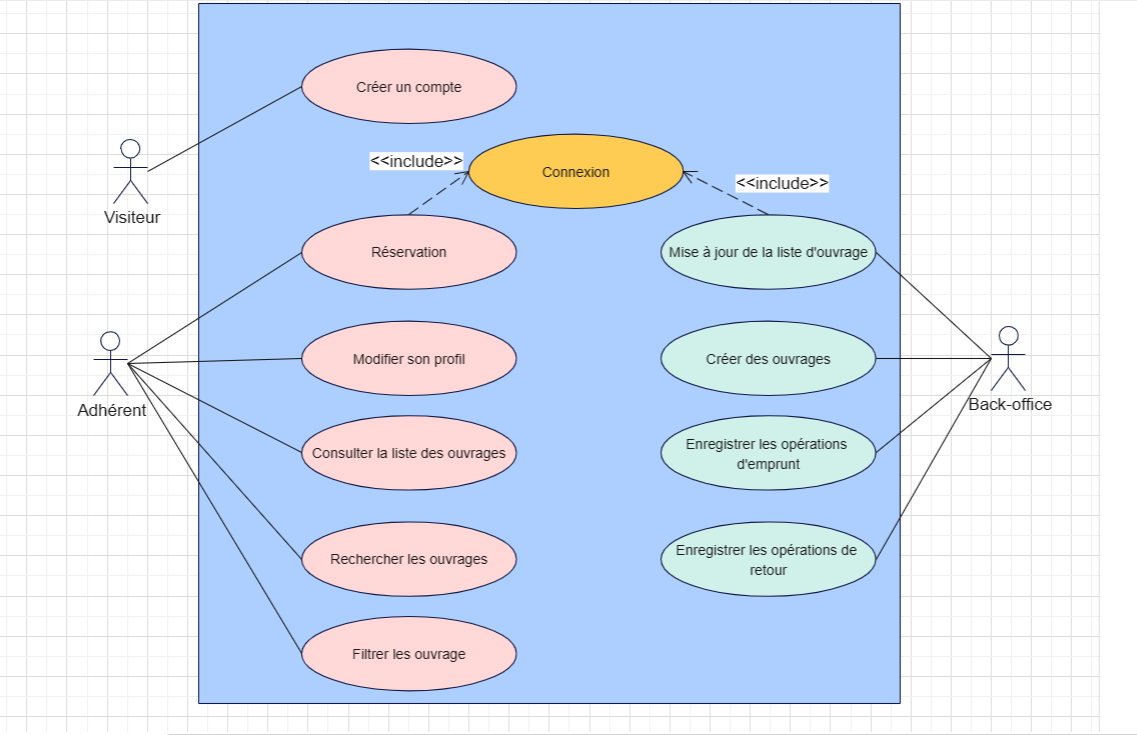 Créer un compte
<<include>>
Connexion
<<include>>
Visiteur
Réservation
Mise à jour de la liste d'ouvrage
Adhérent
Modifier son profil
Créer des ouvrages
Back-office
Consulter la liste des ouvrages
Enregistrer les opérations
d'emprunt
Rechercher les ouvrages
Enregistrer les opérations de
retour
Filtrer les ouvrage